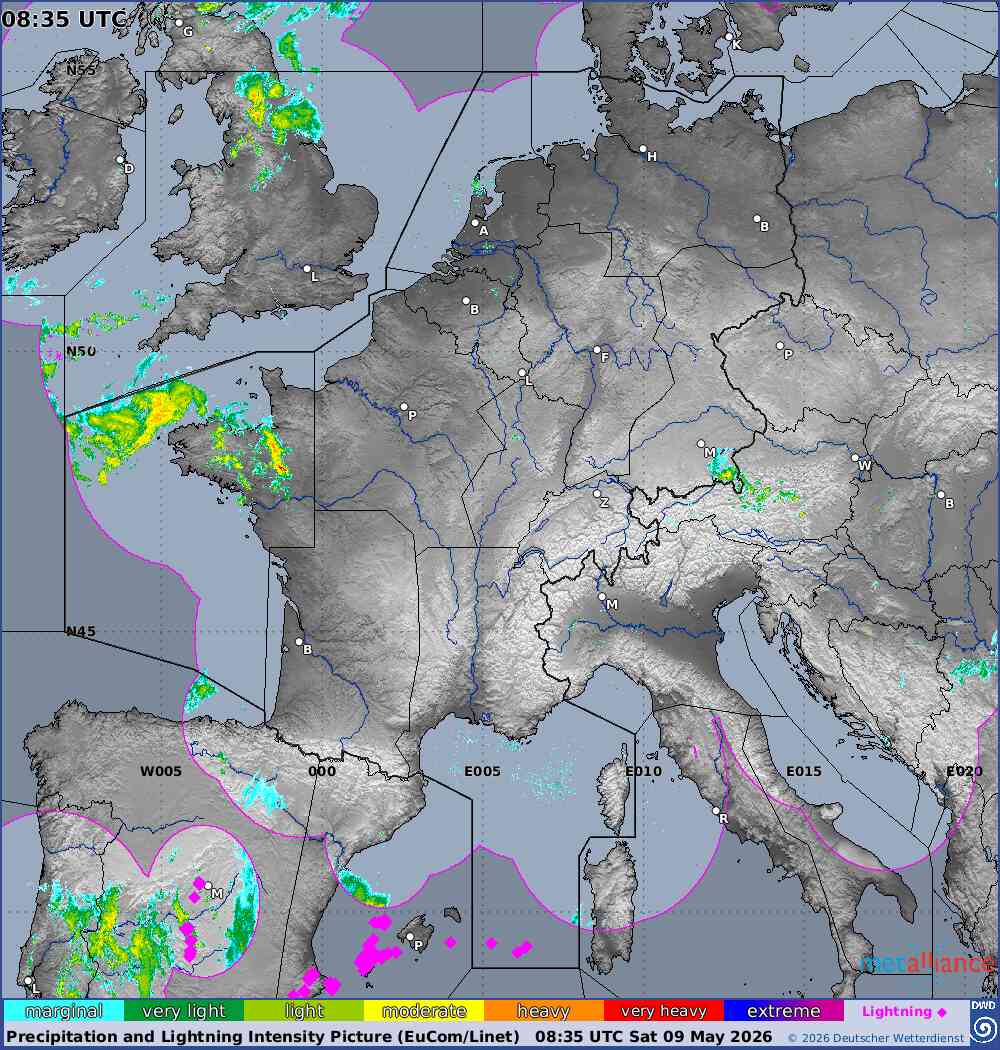 08:35 UTC
G
K
N55
H
D
B
A
L
B
N50
F
P
L
P
M
W
Z
B
M
N45
B
W005
000
E005
E010
E015
E020
R
M
P
L
metalliance
marginal very light light moderate heavy very heavy extreme Lightning DWD
Precipitation and Lightning Intensity Picture (EuCom/Linet) 08:35 UTC Sat 09 May 2026 © 2026 Deutscher Wetterdienst